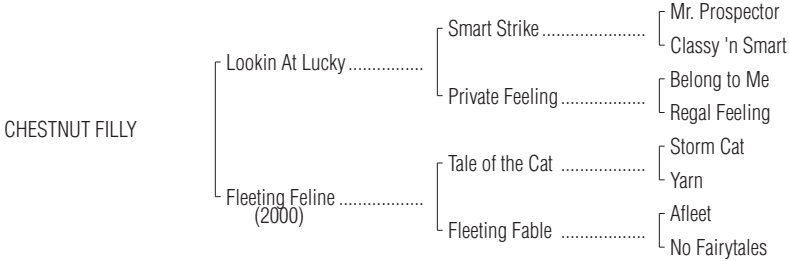 Mr. Prospector
Smart Strike......................
Classy 'n Smart
Lookin At Lucky................
Belong to Me
Private Feeling..................
Regal Feeling
CHESTNUT FILLY
Storm Cat
Tale of the Cat ..................
Yarn
Fleeting Feline ..................
(2000)
Afleet
Fleeting Fable ..................
No Fairytales